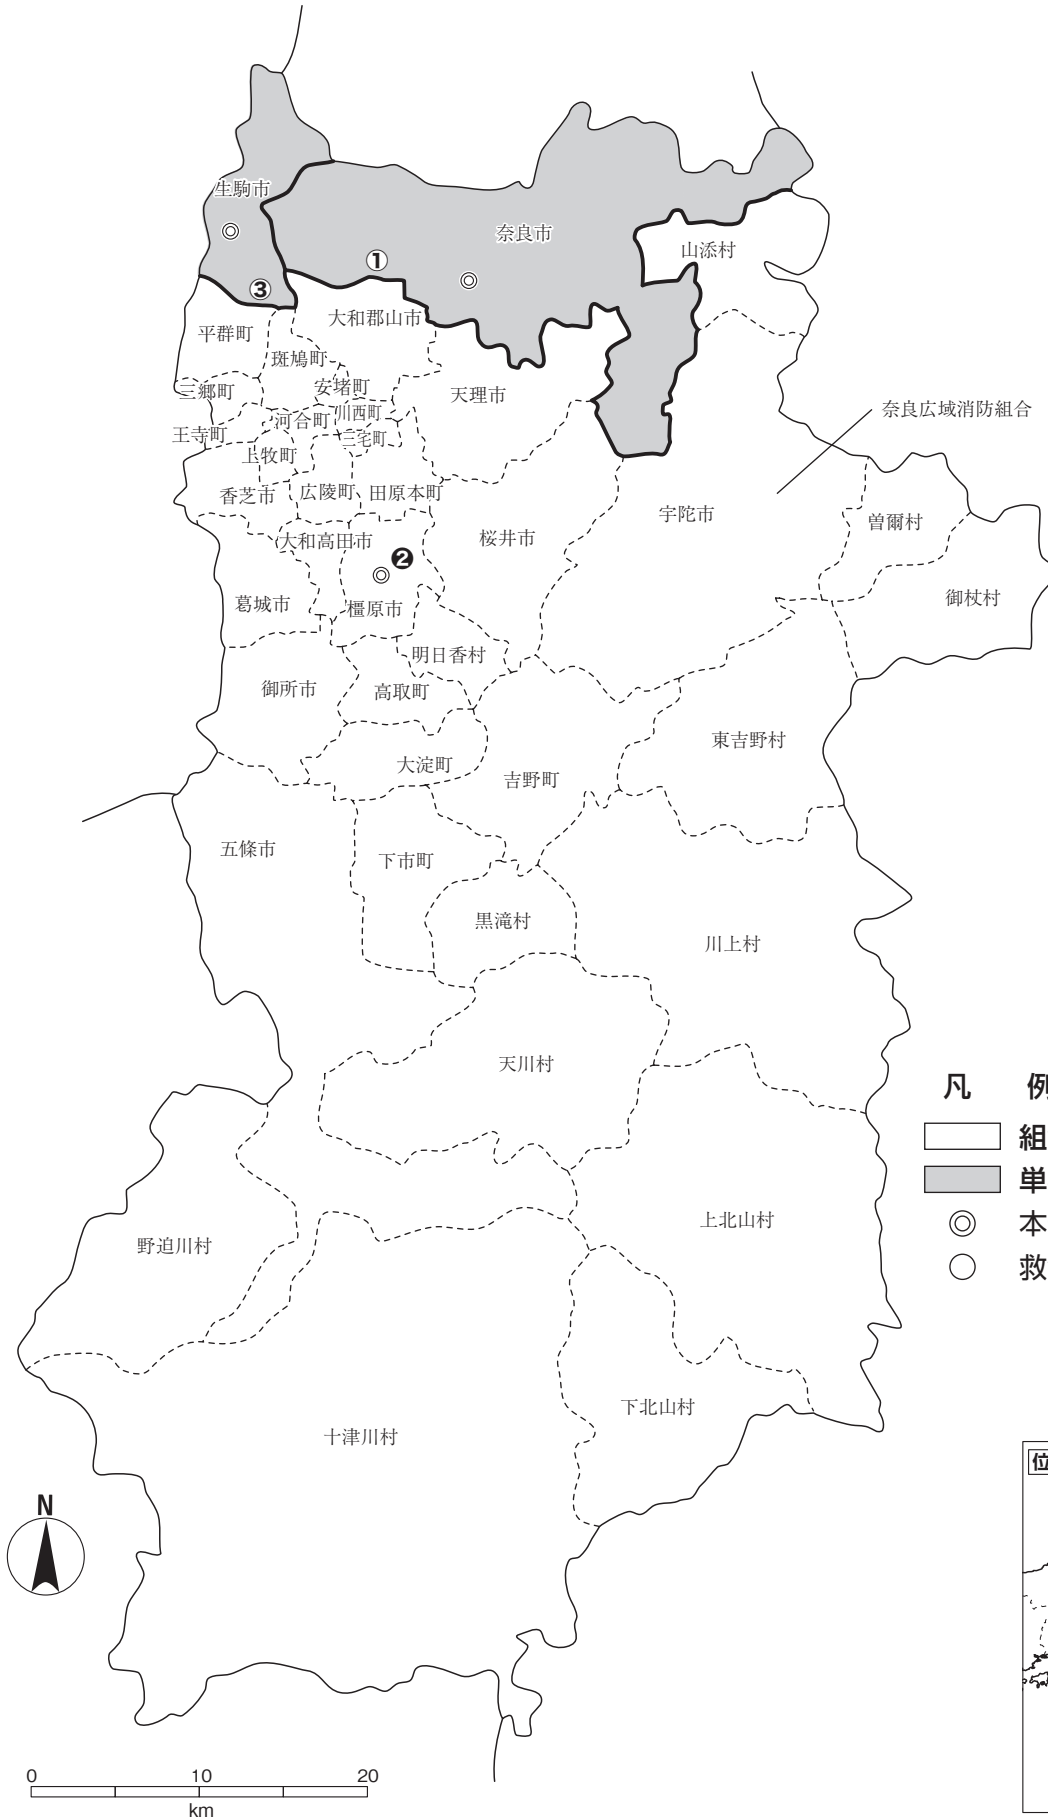 生駒市
奈良市
山添村
①
③
平群町
大和郡山市
斑鳩町
三郷町
安堵町
天理市
奈良広域消防組合
王寺町
河合町
川西町
三宅町
上牧町
香芝市
広陵町
田原本町
宇陀市
曽爾村
大和高田市
❷
桜井市
葛城市
橿原市
御杖村
明日香村
御所市
高取町
東吉野村
大淀町
吉野町
五條市
下市町
黒滝村
川上村
天川村
凡 例
組
単
本
救
上北山村
野迫川村
下北山村
十津川村
位
N
0 10 20
km